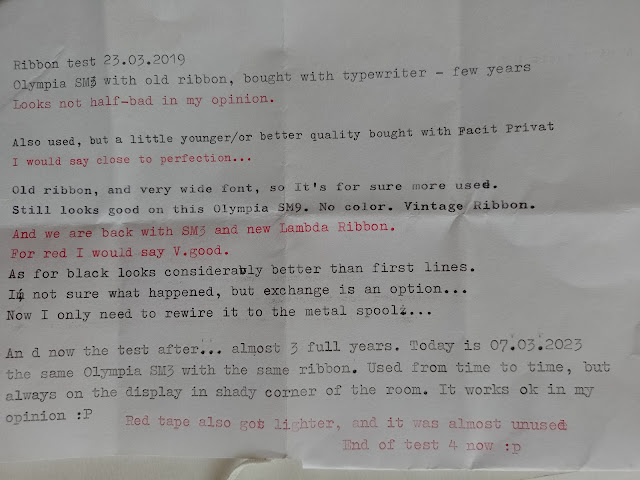 Ribbon test 23.03.2019
Olympia SM3 with old ribbon, bought with typewriter - few years
Looks not half-bad in my opinion.
Also used, but a little younger/or better quality bought with Facit Privat
I would say close to perfection...
Old ribbon, and very wide font, so It's for sure more used.
Still looks good on this Olympia SM9. No color. Vintage Ribbon.
And we are back with SM3 and new Lambda Ribbon.
For red I would say V.good.
As for black looks considerably better than first lines.
not sure what happened, but exchange is an option...
Now I only need to rewire it to the metal spools...
An d now the test after... almost 3 full years. Today is 07.03.2023
the same Olympia SM3 with the same ribbon. Used from time to time, but
always on the display in shady corner of the room. It works ok in my
opinion :P
Red tape also got lighter, and it was almost unused
End of test 4 now :p